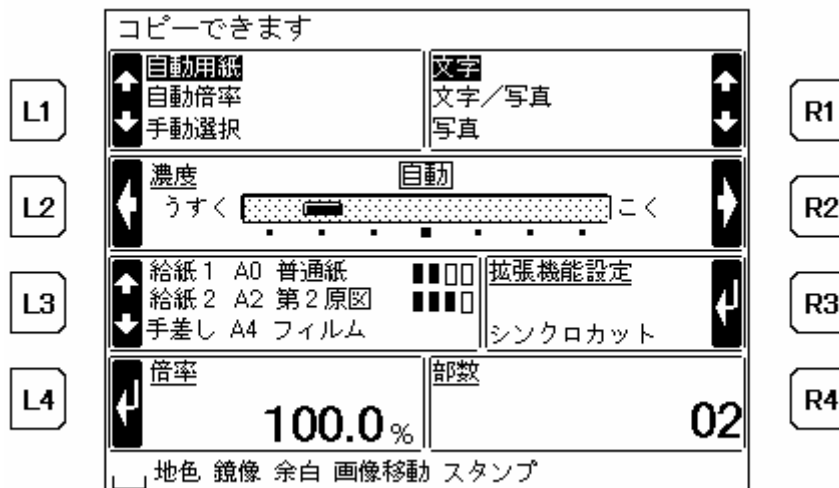 コピーできます
L1
自動用紙
自動倍率
手動選択
文字
文字／写真
写真
R1
L2
濃度
自動
うすく
こく
R2
L3
給紙１ A0 普通紙
給紙２ A2 第２原図
手差し A4 フィルム
拡張機能設定
シンクロカット
R3
L4
倍率
100.0%
部数
02
R4
地色 鏡像 余白 画像移動 スタンプ